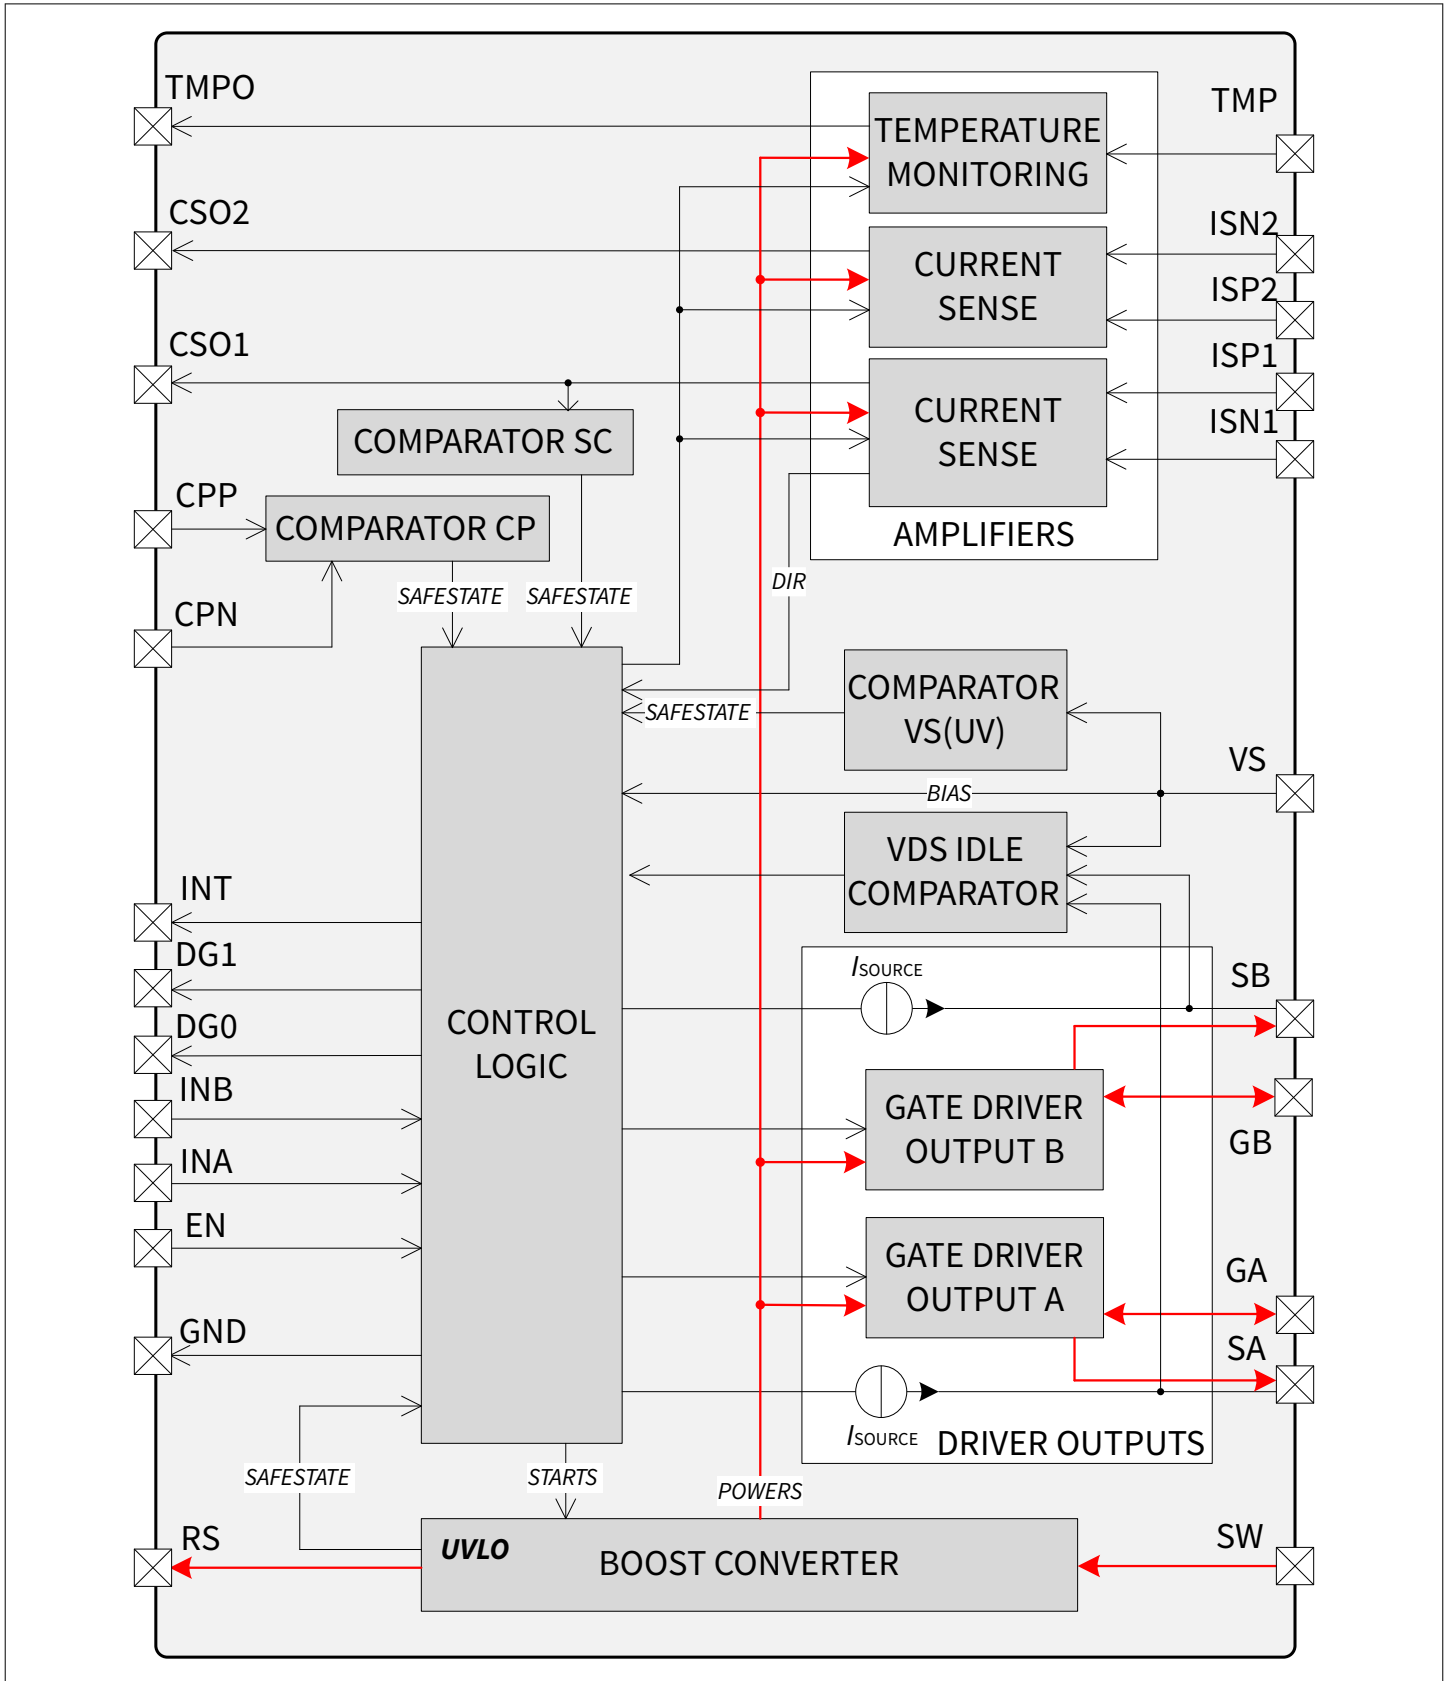 TMPO
TMP
TEMPERATURE
MONITORING
CSO2
ISN2
CURRENT
SENSE
ISP2
CSO1
ISP1
CURRENT
SENSE
ISN1
COMPARATOR SC
CPP
COMPARATOR CP
AMPLIFIERS
DIR
SAFESTATE
SAFESTATE
CPN
COMPARATOR
VS(UV)
SAFESTATE
VS
BIAS
VDS IDLE
COMPARATOR
INT
DG1
ISOURCE
SB
DG0
CONTROL
LOGIC
INB
GATE DRIVER
OUTPUT B
GB
INA
EN
GATE DRIVER
OUTPUT A
GA
GND
SA
ISOURCE
DRIVER OUTPUTS
SAFESTATE
STARTS
POWERS
RS
UVLO
BOOST CONVERTER
SW